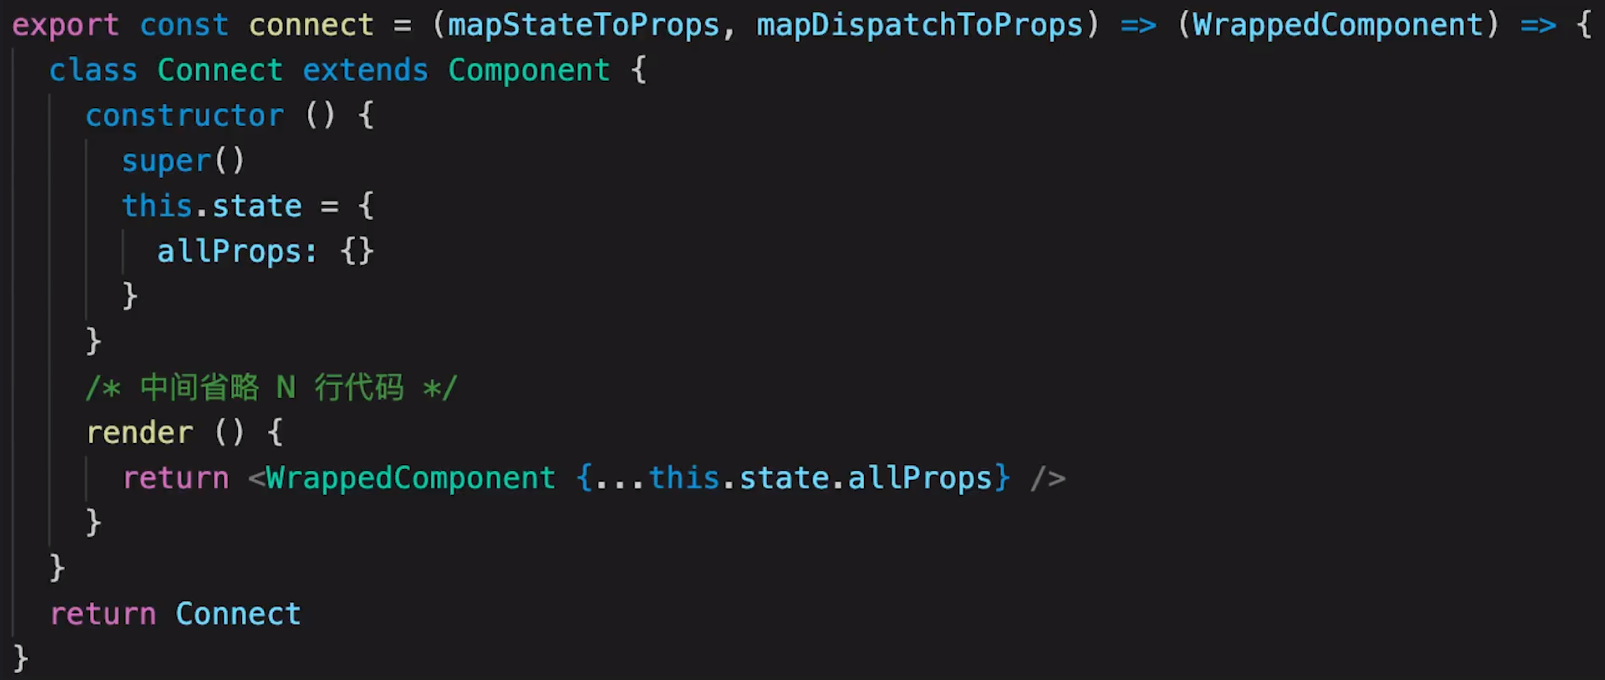 export const connect = (mapStateToProps, mapDispatchToProps) => (WrappedComponent) => {
  class Connect extends Component {
    constructor () {
      super()
      this.state = {
        allProps: {}
      }
    }
    /* 中间省略 N 行代码 */
    render () {
      return <WrappedComponent {...this.state.allProps} />
    }
  }
  return Connect
}